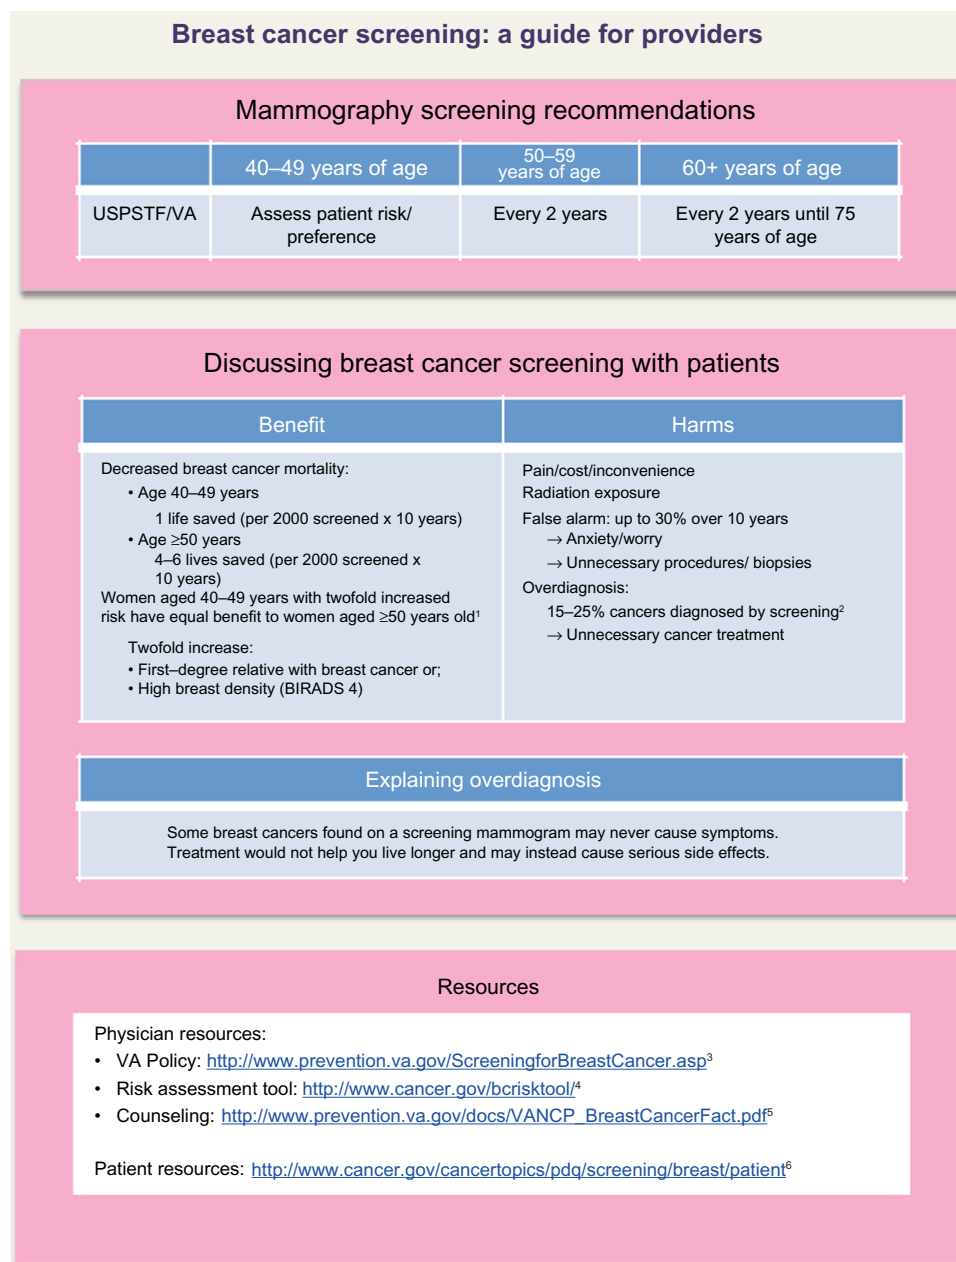 Breast cancer screening: a guide for providers
Mammography screening recommendations
40–49 years of age
50–59
years of age
60+ years of age
USPSTF/VA
Assess patient risk/
preference
Every 2 years
Every 2 years until 75
years of age
Discussing breast cancer screening with patients
Benefit
Decreased breast cancer mortality:
• Age 40–49 years
1 life saved (per 2000 screened x 10 years)
• Age ≥50 years
4–6 lives saved (per 2000 screened x
10 years)
Women aged 40–49 years with twofold increased
risk have equal benefit to women aged ≥50 years old¹
Twofold increase:
• First–degree relative with breast cancer or;
• High breast density (BIRADS 4)
Harms
Pain/cost/inconvenience
Radiation exposure
False alarm: up to 30% over 10 years
→ Anxiety/worry
→ Unnecessary procedures/ biopsies
Overdiagnosis:
15–25% cancers diagnosed by screening²
→ Unnecessary cancer treatment
Explaining overdiagnosis
Some breast cancers found on a screening mammogram may never cause symptoms.
Treatment would not help you live longer and may instead cause serious side effects.
Resources
Physician resources:
• VA Policy: http://www.prevention.va.gov/ScreeningforBreastCancer.asp³
• Risk assessment tool: http://www.cancer.gov/bcrisktool/⁴
• Counseling: http://www.prevention.va.gov/docs/VANCP_BreastCancerFact.pdf⁵
Patient resources: http://www.cancer.gov/cancertopics/pdq/screening/breast/patient⁶